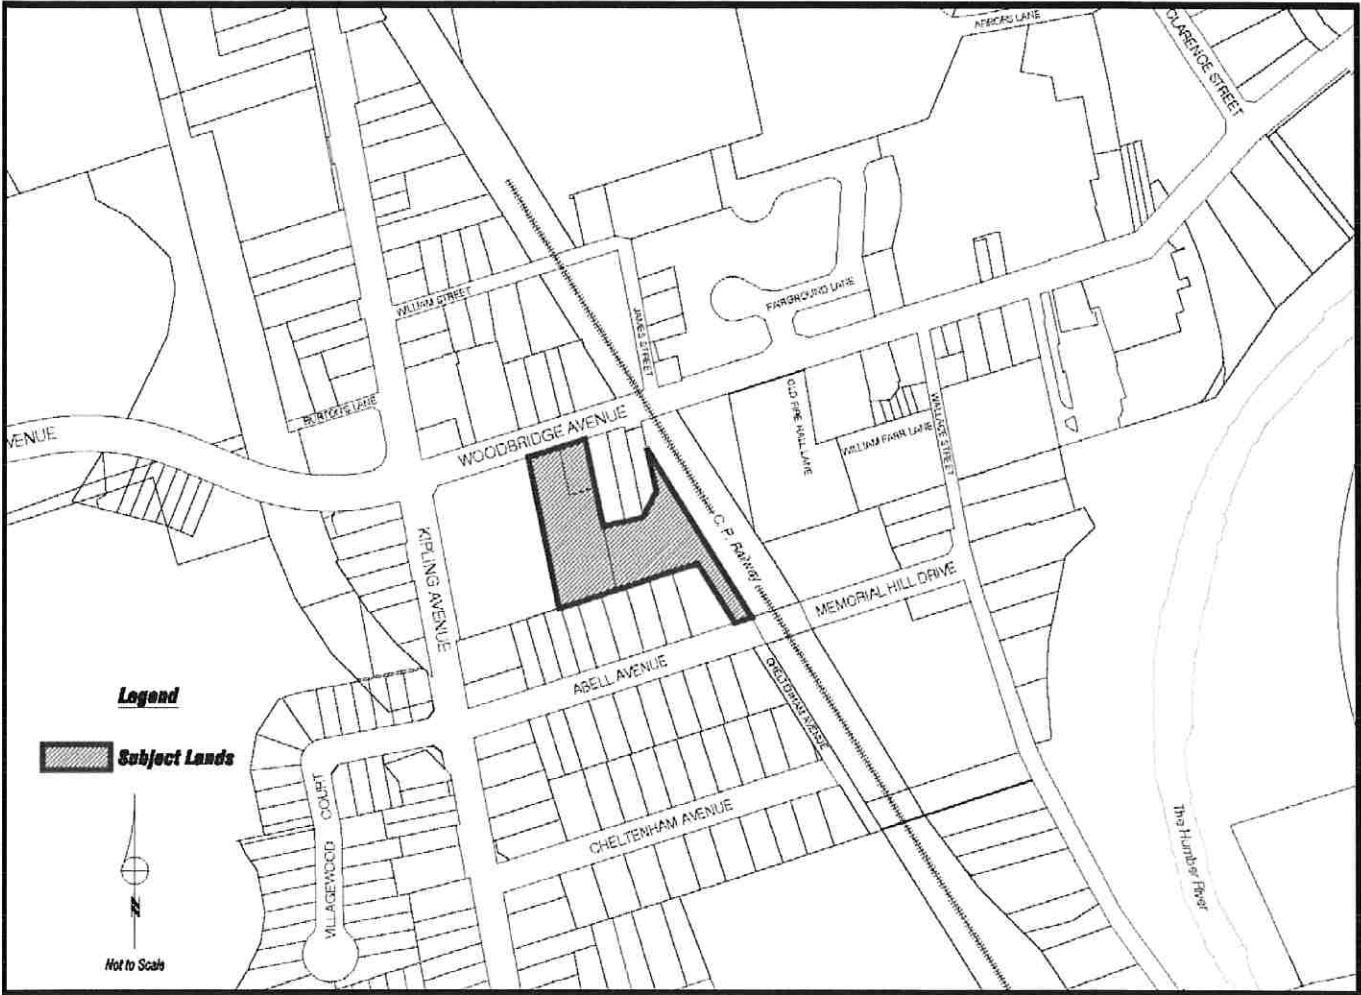 ARBORS LANE
CLARENCE STREET
WILLIAM STREET
FAIRGROUND LANE
JAMES STREET
BURTON'S LANE
OLD FIRE HALL LANE
WILLIAM FARR LANE
WALLACE STREET
WOODBRIDGE AVENUE
VENUE
KIPLING AVENUE
C. P. Railway
MEMORIAL HILL DRIVE
ABELL AVENUE
CHELTENHAM AVENUE
Legend
Subject Lands
VILLAGEWOOD COURT
CHELTENHAM AVENUE
The Humber River
N
Not to Scale